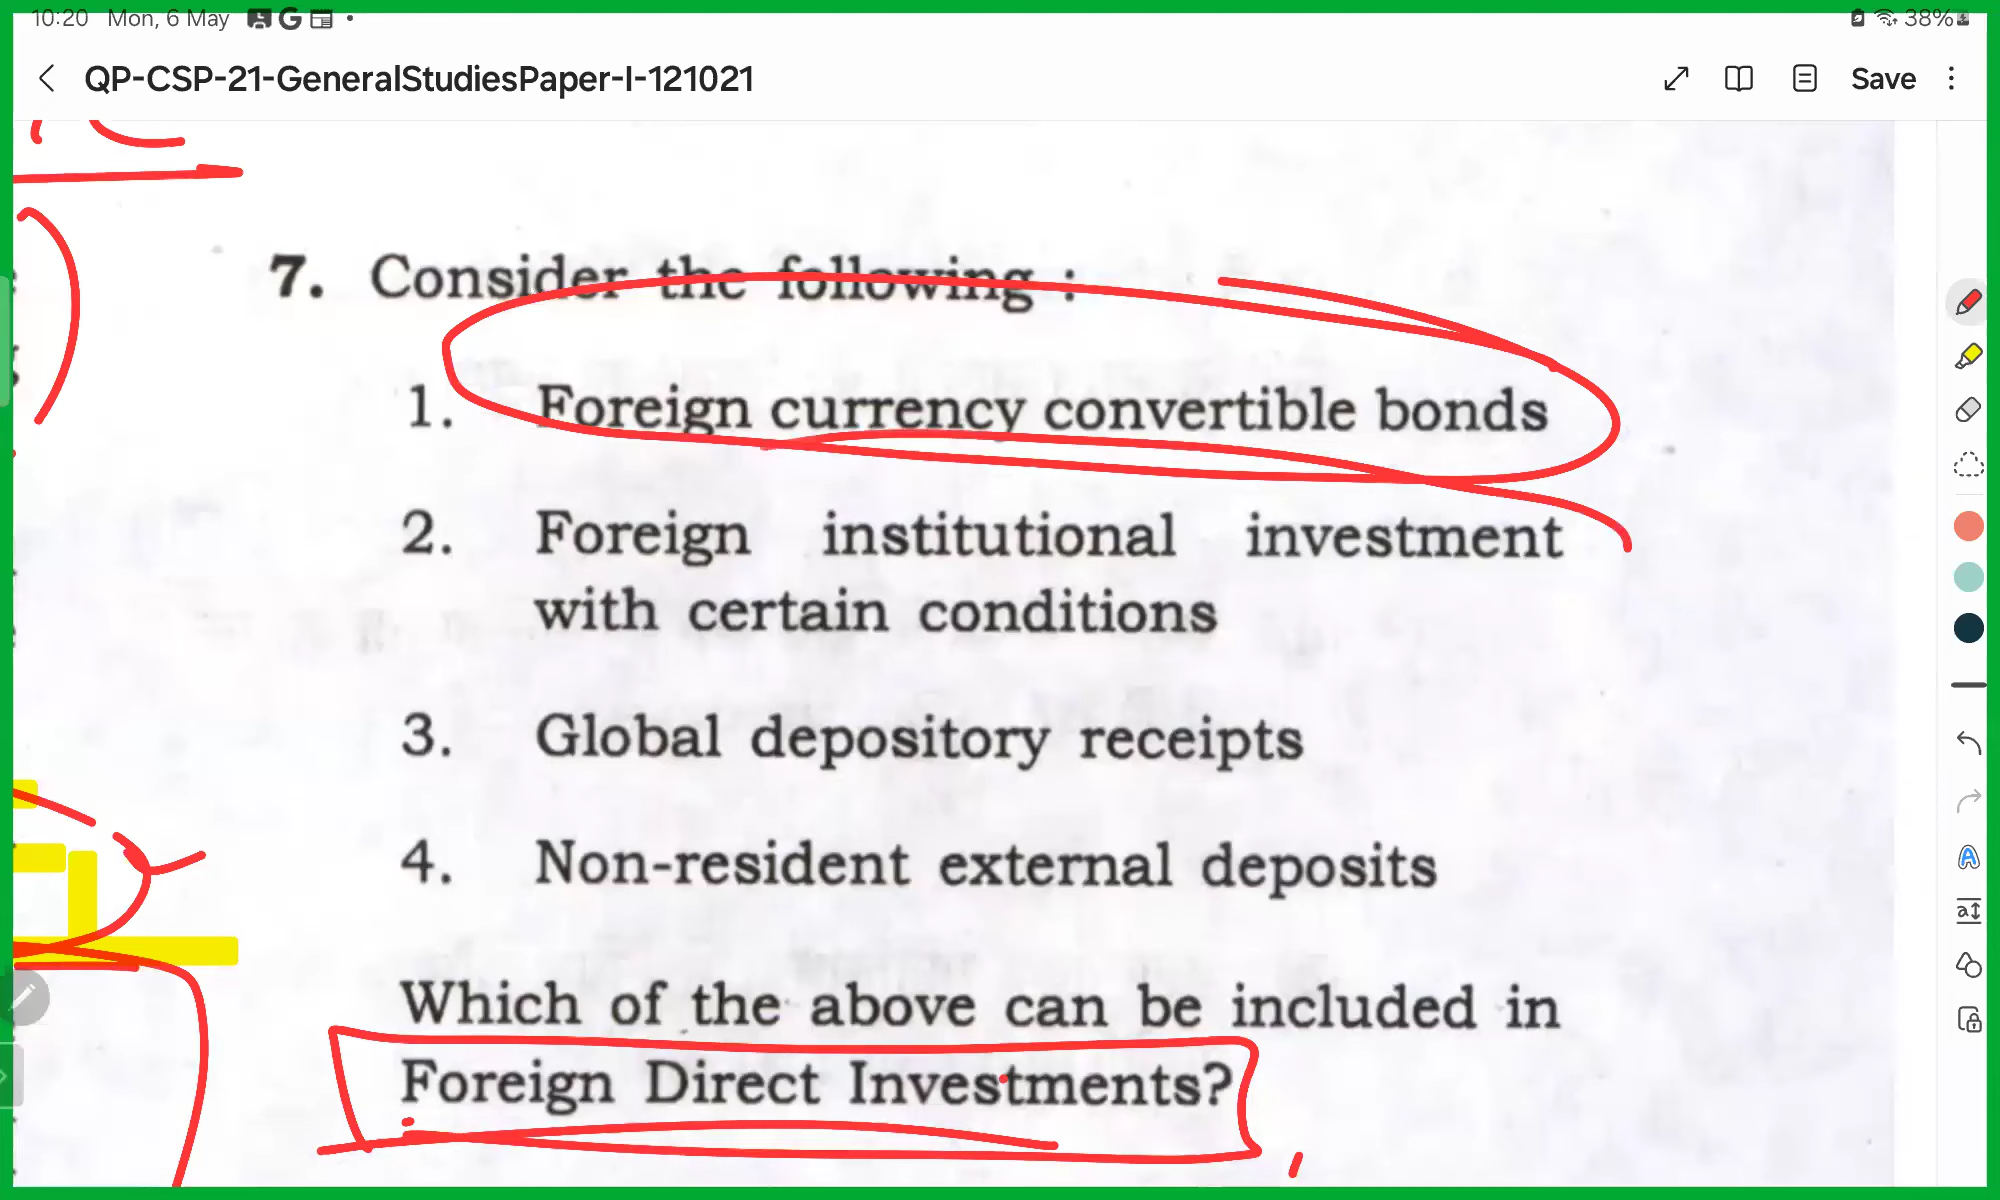 10:20 Mon, 6 May
38%
QP-CSP-21-GeneralStudiesPaper-I-121021
Save
7. Consider the following :
1. Foreign currency convertible bonds
2. Foreign institutional investment
with certain conditions
3. Global depository receipts
4. Non-resident external deposits
Which of the above can be included in
Foreign Direct Investments?